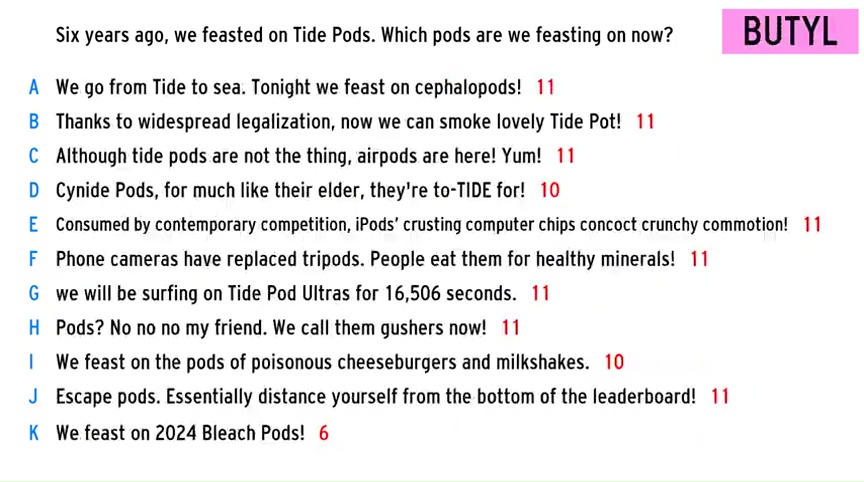 Six years ago, we feasted on Tide Pods. Which pods are we feasting on now?
BUTYL
A We go from Tide to sea. Tonight we feast on cephalopods! 11
B Thanks to widespread legalization, now we can smoke lovely Tide Pot! 11
C Although tide pods are not the thing, airpods are here! Yum! 11
D Cynide Pods, for much like their elder, they're to-TIDE for! 10
E Consumed by contemporary competition, iPods' crusting computer chips concoct crunchy commotion! 11
F Phone cameras have replaced tripods. People eat them for healthy minerals! 11
G we will be surfing on Tide Pod Ultras for 16,506 seconds. 11
H Pods? No no no my friend. We call them gushers now! 11
I We feast on the pods of poisonous cheeseburgers and milkshakes. 10
J Escape pods. Essentially distance yourself from the bottom of the leaderboard! 11
K We feast on 2024 Bleach Pods! 6